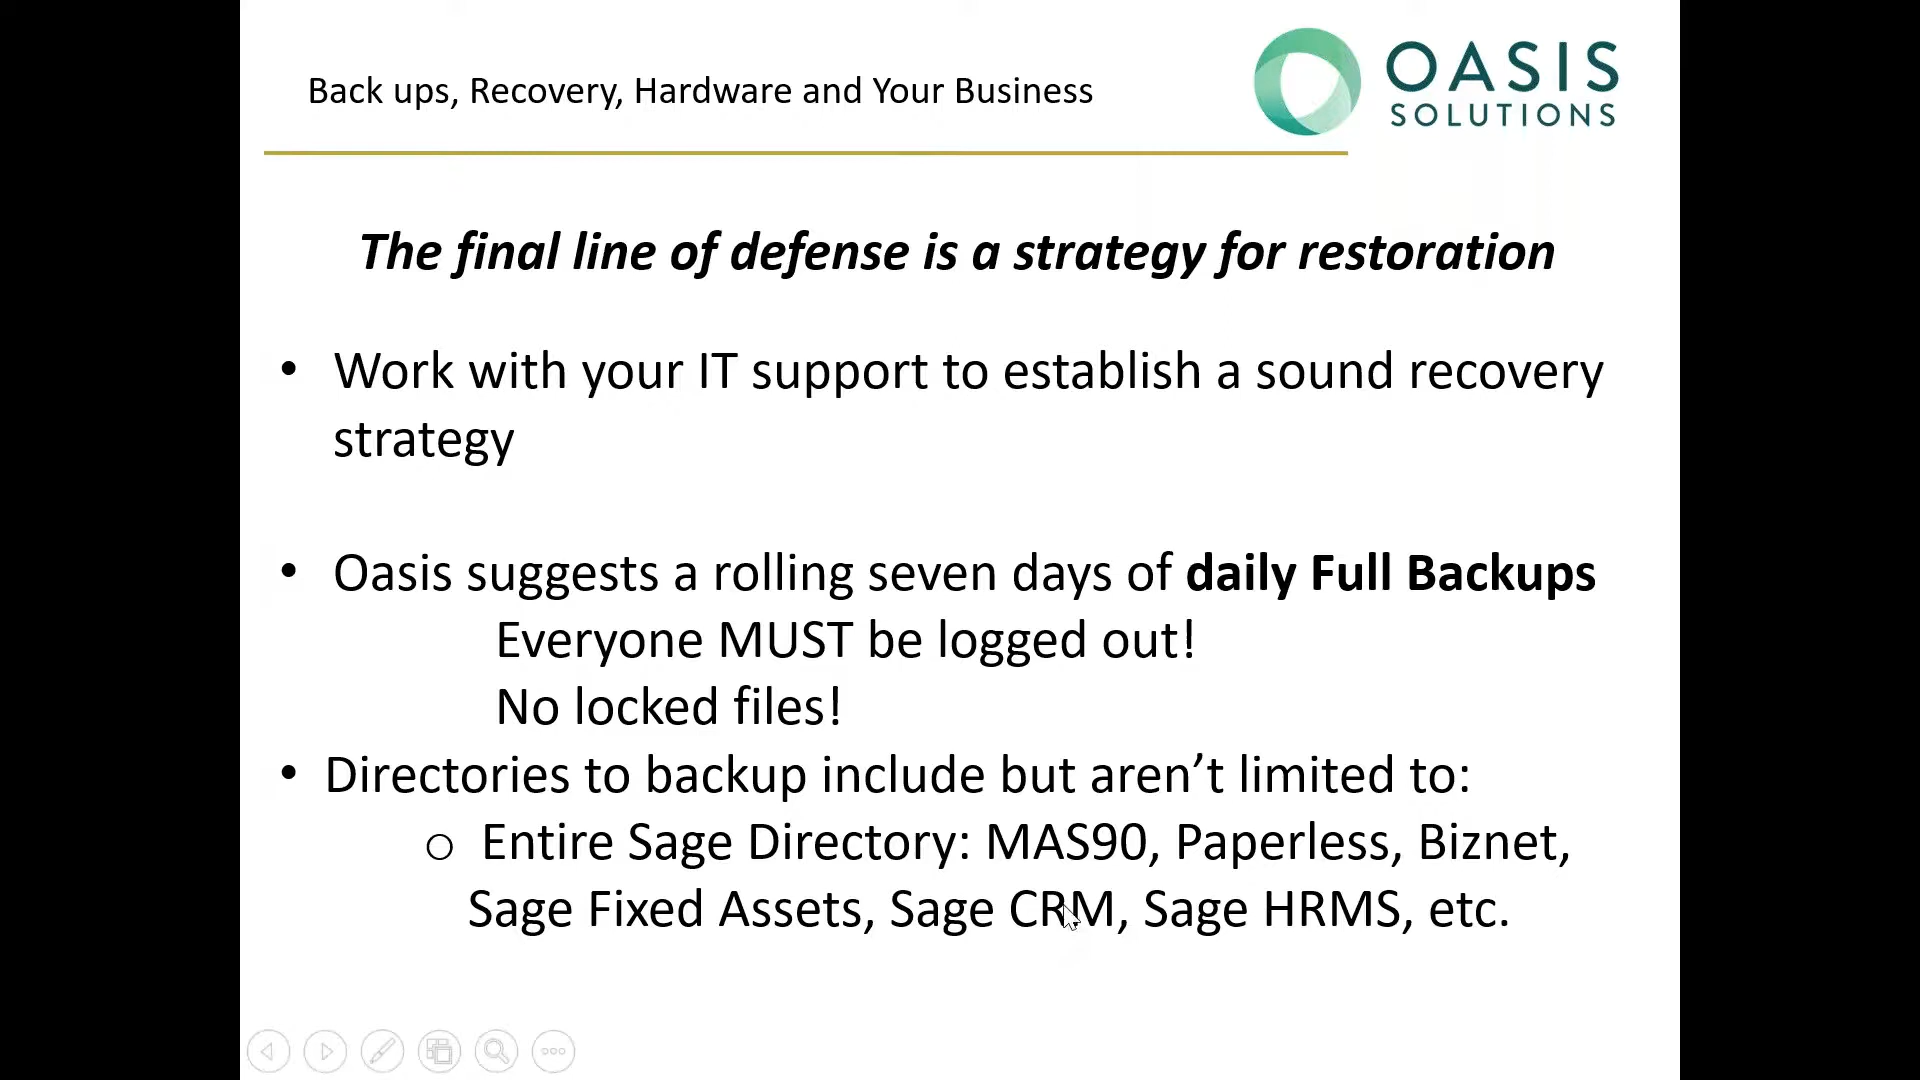 Back ups, Recovery, Hardware and Your Business
OASIS
SOLUTIONS
The final line of defense is a strategy for restoration
• Work with your IT support to establish a sound recovery
strategy
• Oasis suggests a rolling seven days of daily Full Backups
Everyone MUST be logged out!
No locked files!
• Directories to backup include but aren’t limited to:
o Entire Sage Directory: MAS90, Paperless, Biznet,
Sage Fixed Assets, Sage CRM, Sage HRMS, etc.